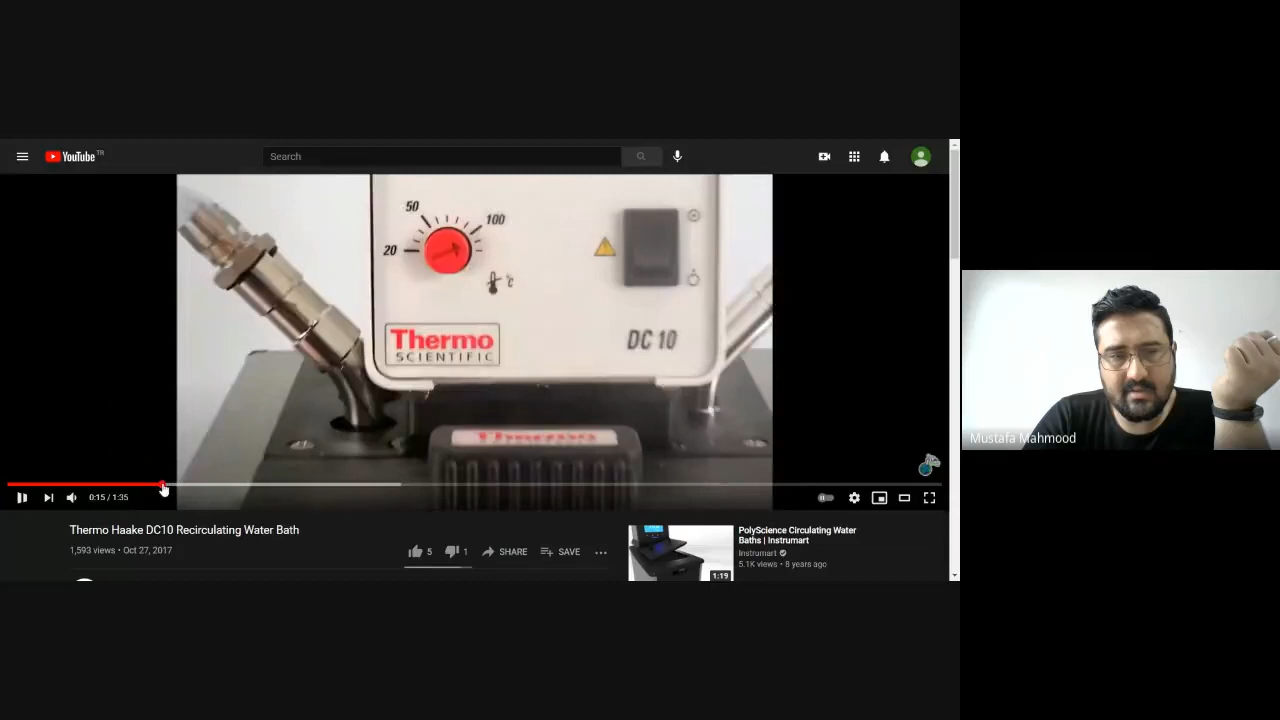 YouTube TR
Search
50
100
20
°C
Thermo
SCIENTIFIC
DC 10
Thermo
0:15 / 1:35
Thermo Haake DC10 Recirculating Water Bath
1,593 views • Oct 27, 2017
5
1
SHARE
SAVE
1:19
PolyScience Circulating Water
Baths | Instrumart
Instrumart
5.1K views • 8 years ago
Mustafa Mahmood